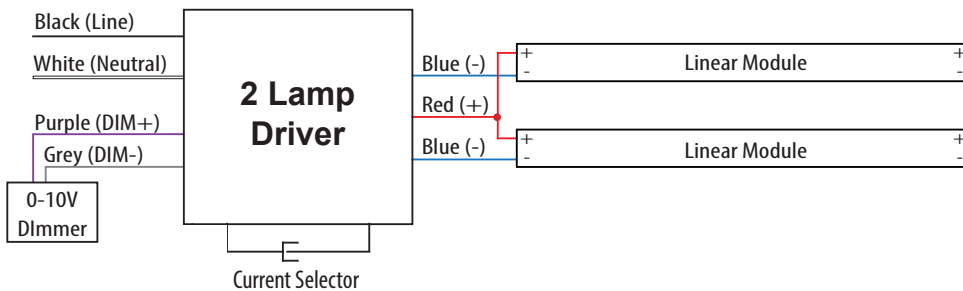 Black (Line)
White (Neutral)
Purple (DIM+)
Grey (DIM-)
0-10V
DImmer
2 Lamp
Driver
Current Selector
Blue (-)
Red (+)
Blue (-)
+ Linear Module +
- -
+ Linear Module +
- -